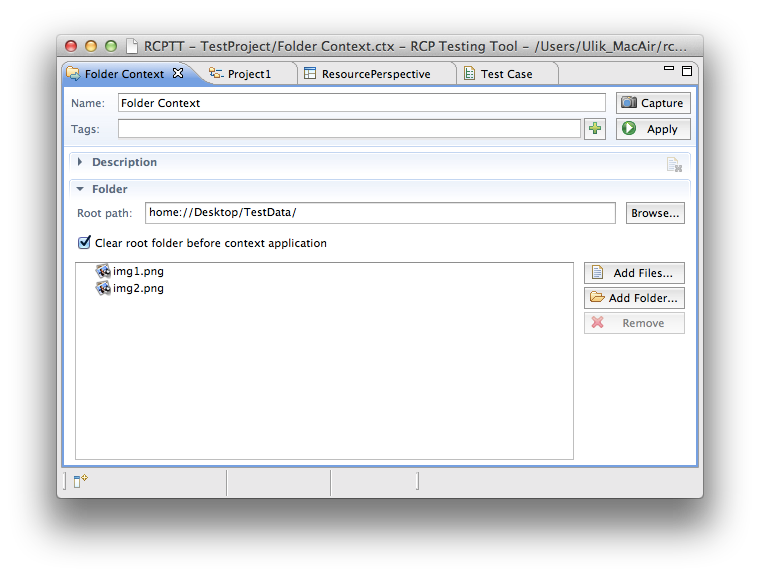 RCPTT – TestProject/Folder Context.ctx – RCP Testing Tool – /Users/Ulik_MacAir/rc...
Folder Context Project1 ResourcePerspective Test Case
Name: Folder Context Capture
Tags: Apply
Description
Folder
Root path: home://Desktop/TestData/ Browse...
Clear root folder before context application
img1.png Add Files...
img2.png Add Folder...
Remove